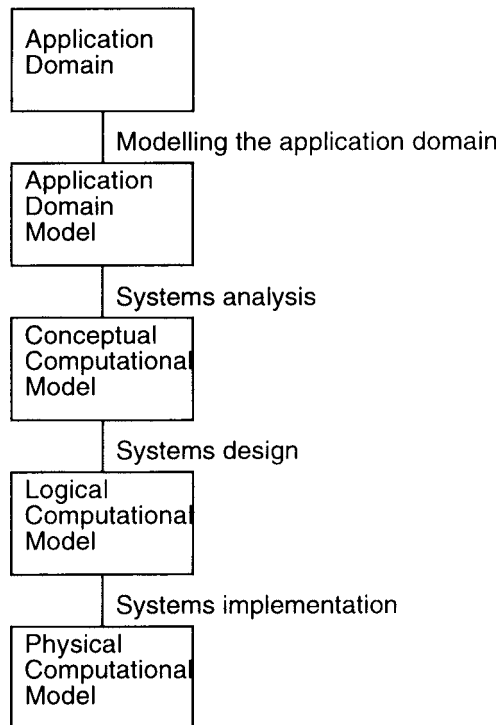 Application
Domain
Modelling the application domain
Application
Domain
Model
Systems analysis
Conceptual
Computational
Model
Systems design
Logical
Computational
Model
Systems implementation
Physical
Computational
Model